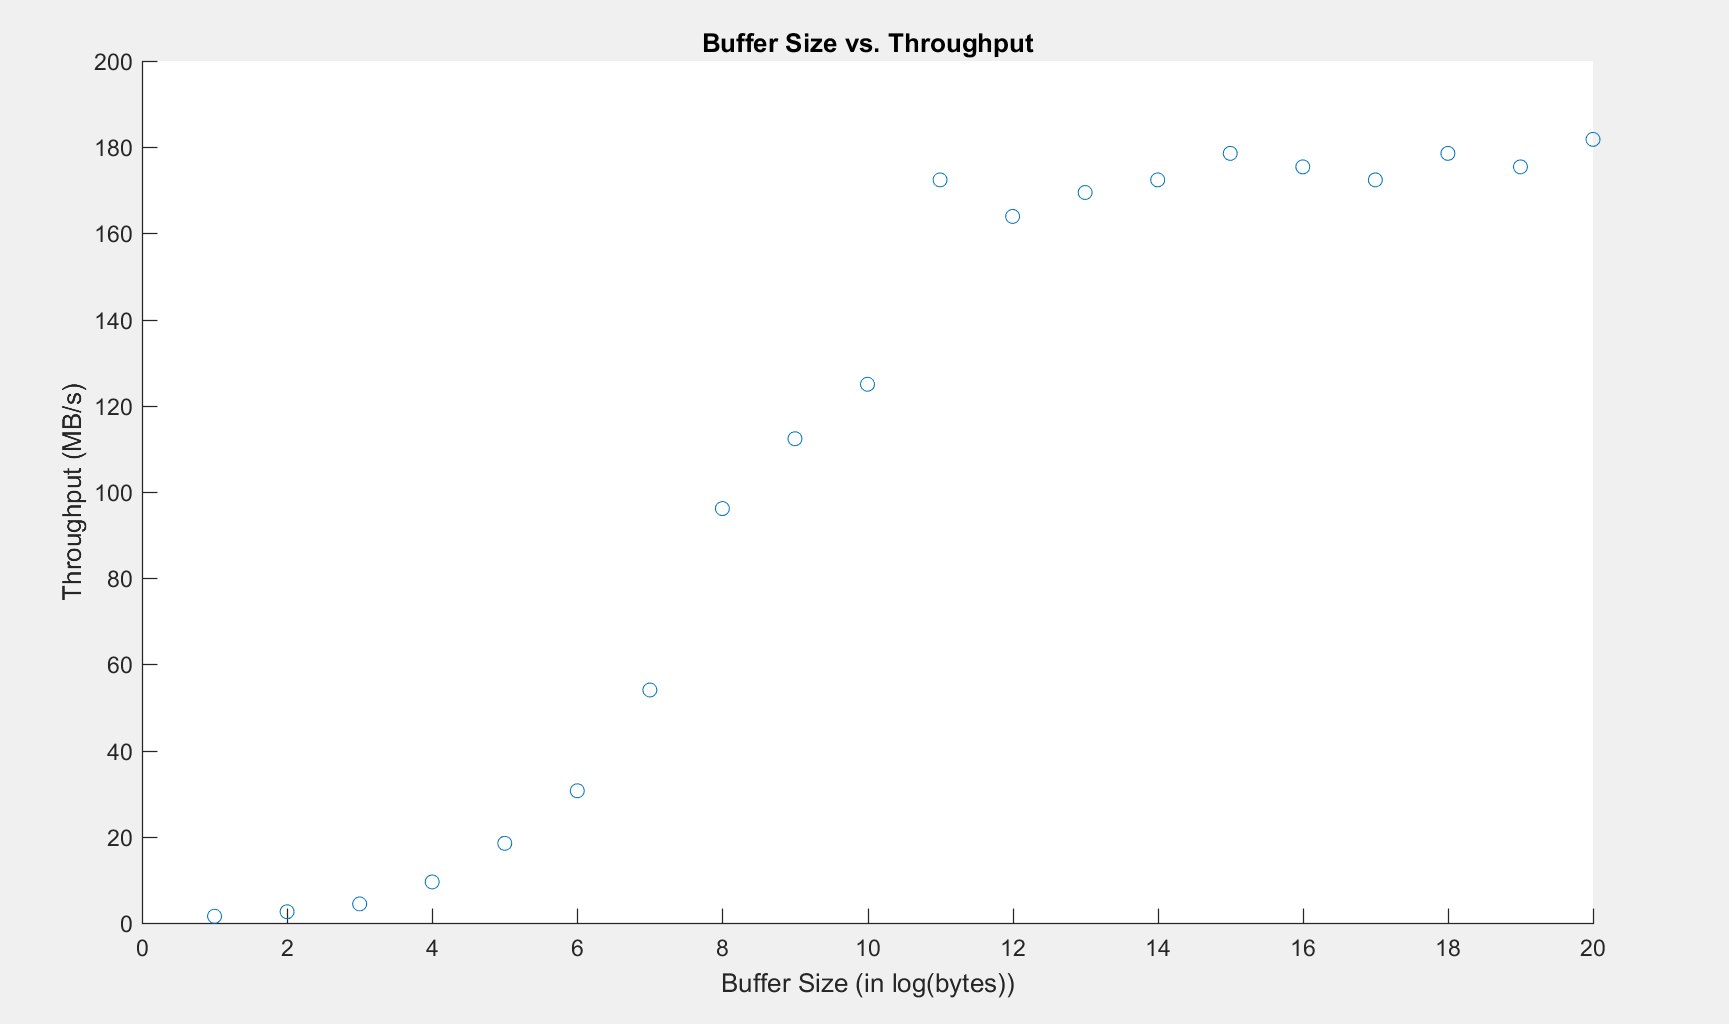 Buffer Size vs. Throughput
200
180
160
140
120
100
80
60
40
20
0
Throughput (MB/s)
0 2 4 6 8 10 12 14 16 18 20
Buffer Size (in log(bytes))